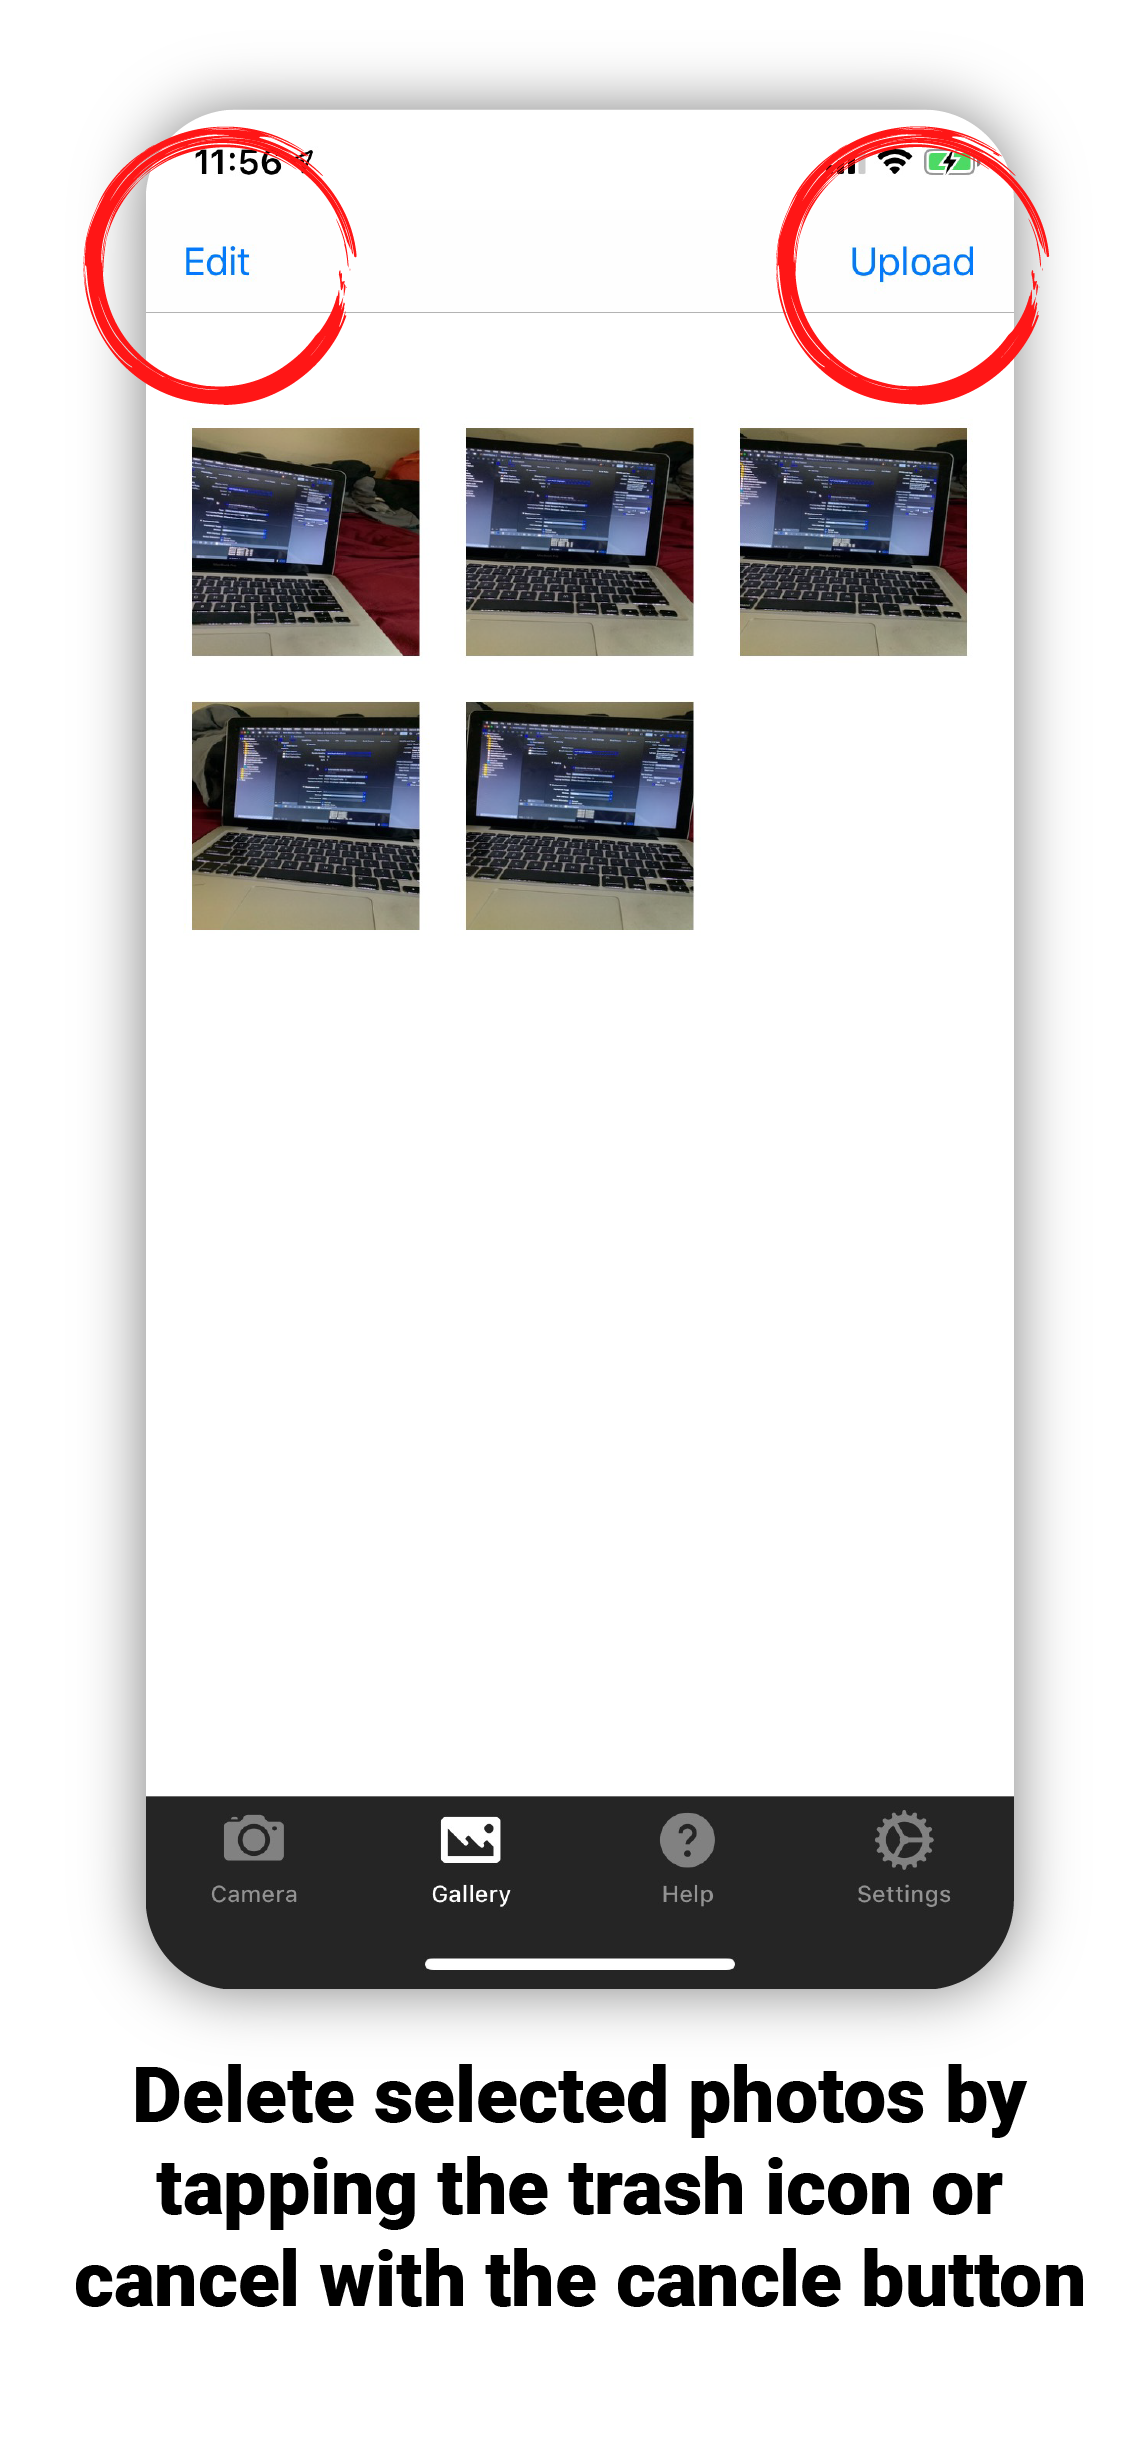 11:56
Edit
Upload
Camera
Gallery
Help
Settings
Delete selected photos by
tapping the trash icon or
cancel with the cancle button